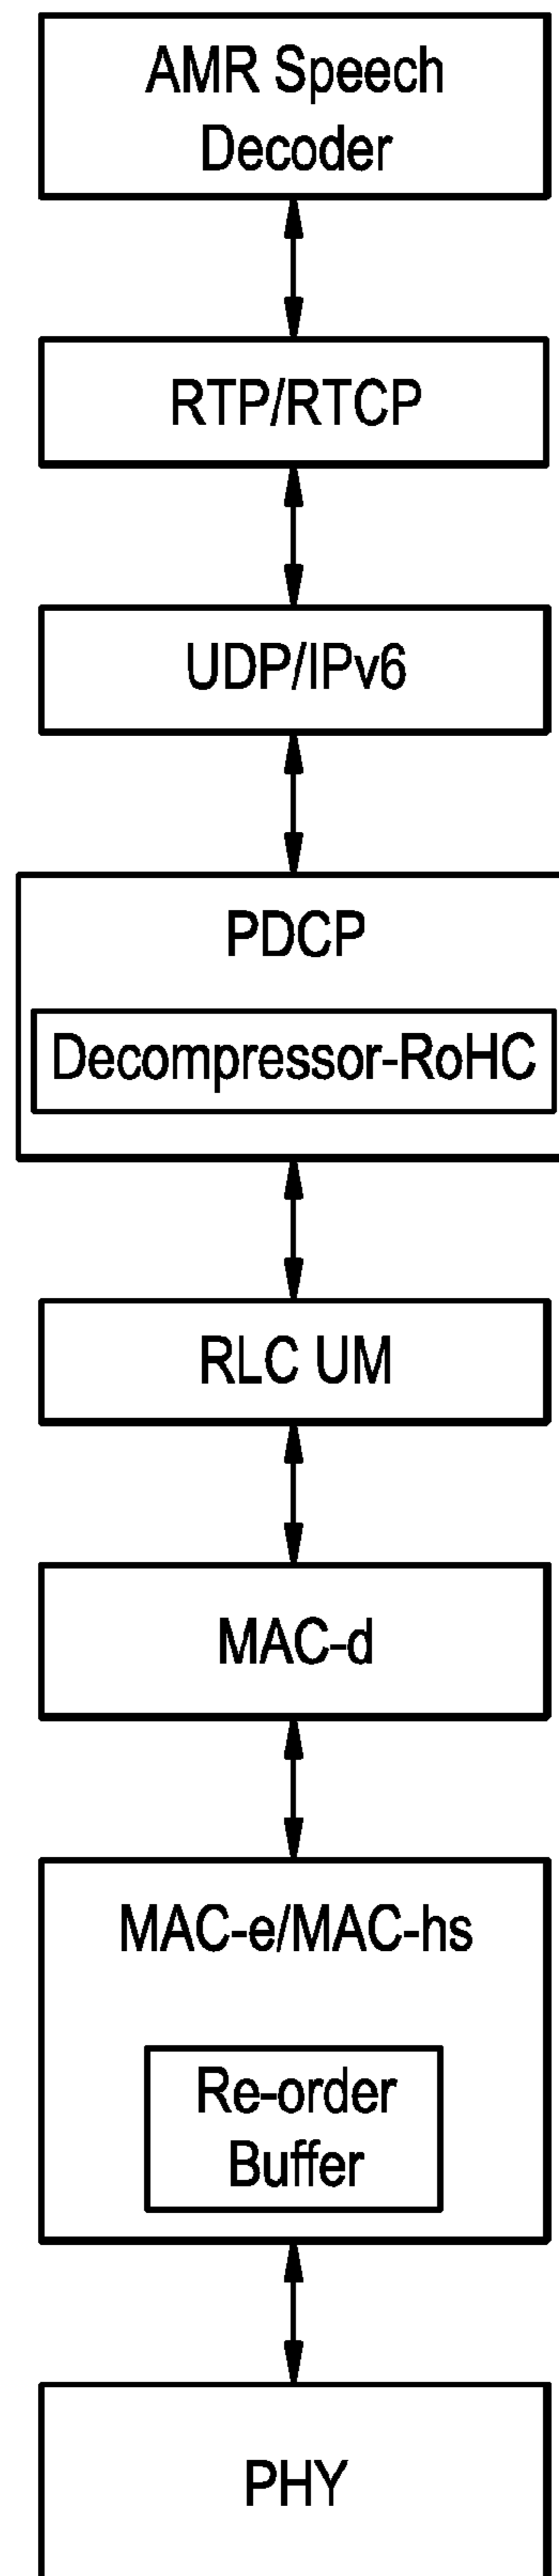 AMR Speech
Decoder
RTP/RTCP
UDP/IPv6
PDCP
Decompressor-RoHC
RLC UM
MAC-d
MAC-e/MAC-hs
Re-order
Buffer
PHY